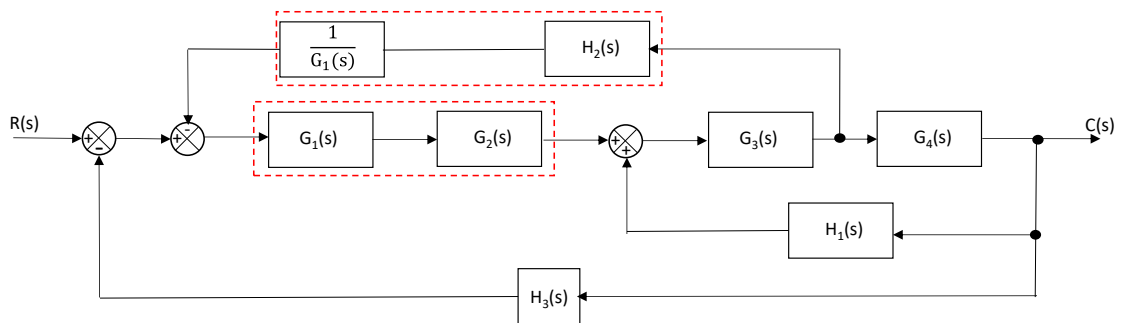 1
G₁(s)
H₂(s)
-
R(s)
+
−
+
-
G₁(s)
G₂(s)
+
+
G₃(s)
G₄(s)
C(s)
H₁(s)
H₃(s)